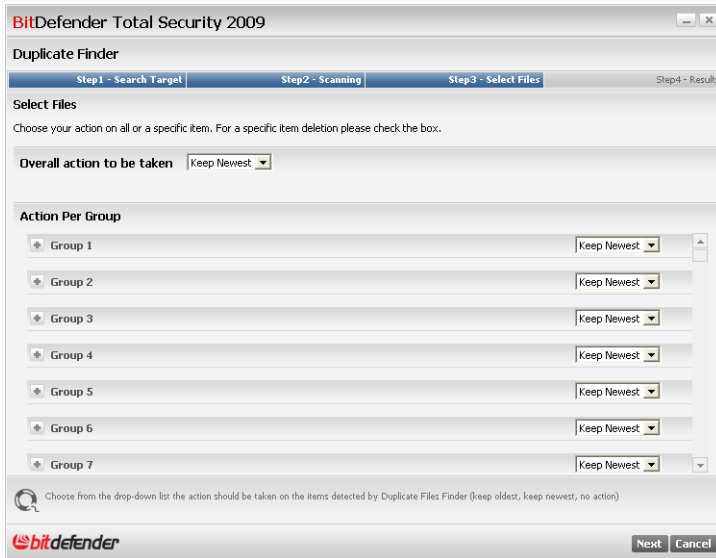 BitDefender Total Security 2009
Duplicate Finder
Step1 - Search Target Step2 - Scanning Step3 - Select Files Step4 - Result
Select Files
Choose your action on all or a specific item. For a specific item deletion please check the box.
Overall action to be taken Keep Newest
Action Per Group
Group 1 Keep Newest
Group 2 Keep Newest
Group 3 Keep Newest
Group 4 Keep Newest
Group 5 Keep Newest
Group 6 Keep Newest
Group 7 Keep Newest
Choose from the drop-down list the action should be taken on the items detected by Duplicate Files Finder (keep oldest, keep newest, no action)
bitdefender Next Cancel